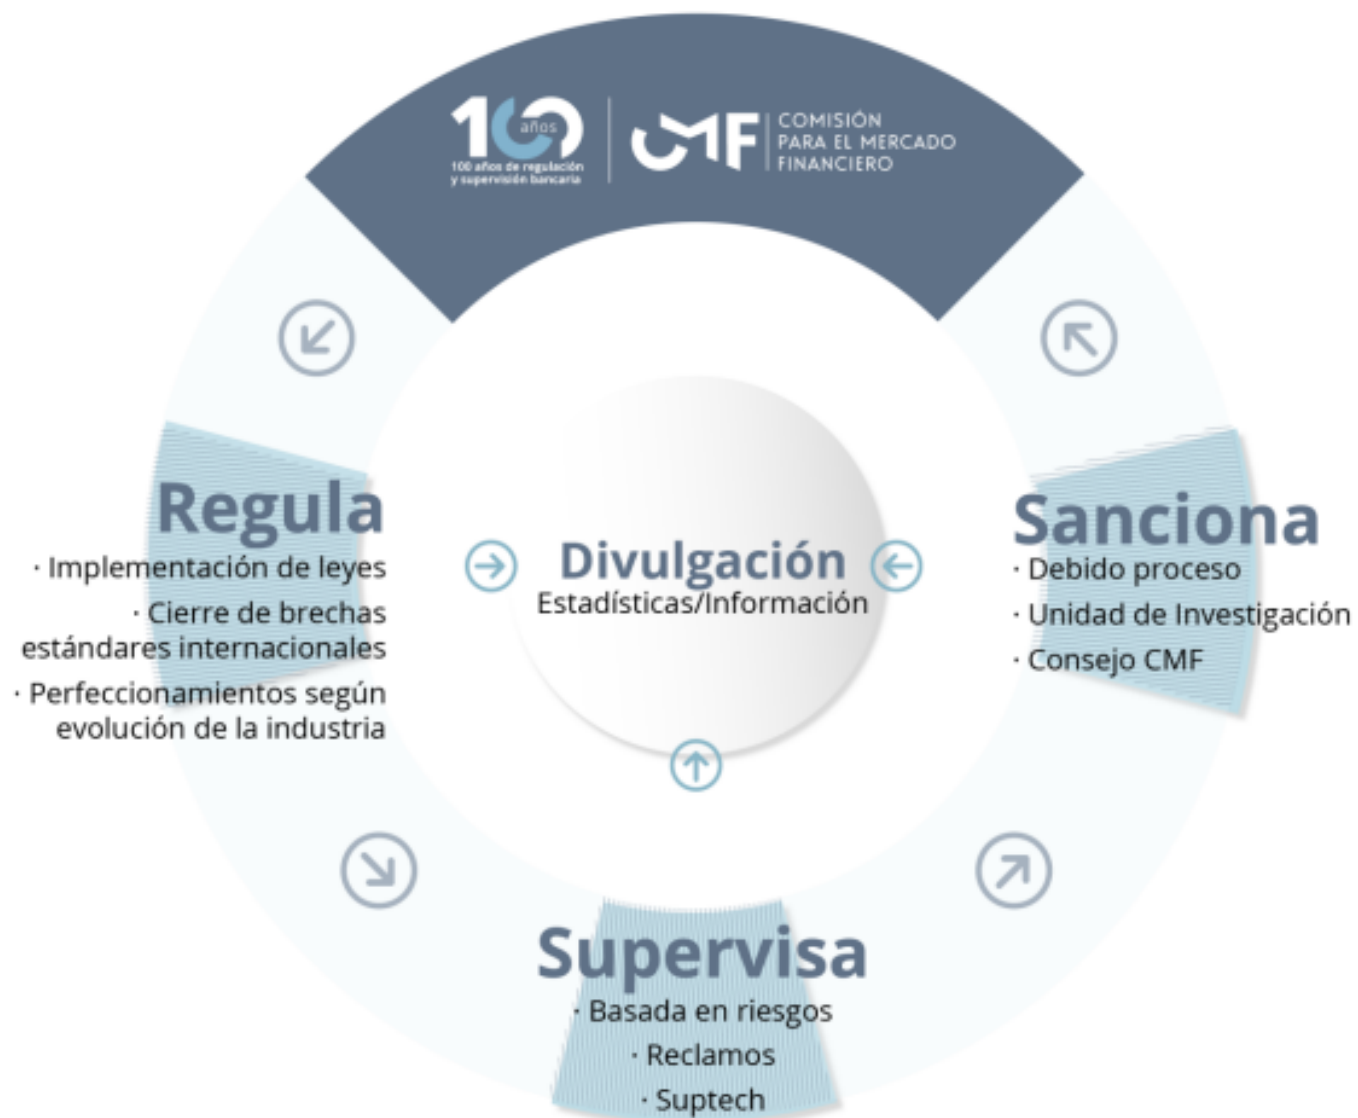 100
años
100 años de regulación
y supervisión bancaria
CMF
COMISIÓN
PARA EL MERCADO
FINANCIERO
Regula
· Implementación de leyes
· Cierre de brechas
estándares internacionales
· Perfeccionamientos según
evolución de la industria
Divulgación
Estadísticas/Información
Sanciona
· Debido proceso
· Unidad de Investigación
· Consejo CMF
Supervisa
· Basada en riesgos
· Reclamos
· Suptech